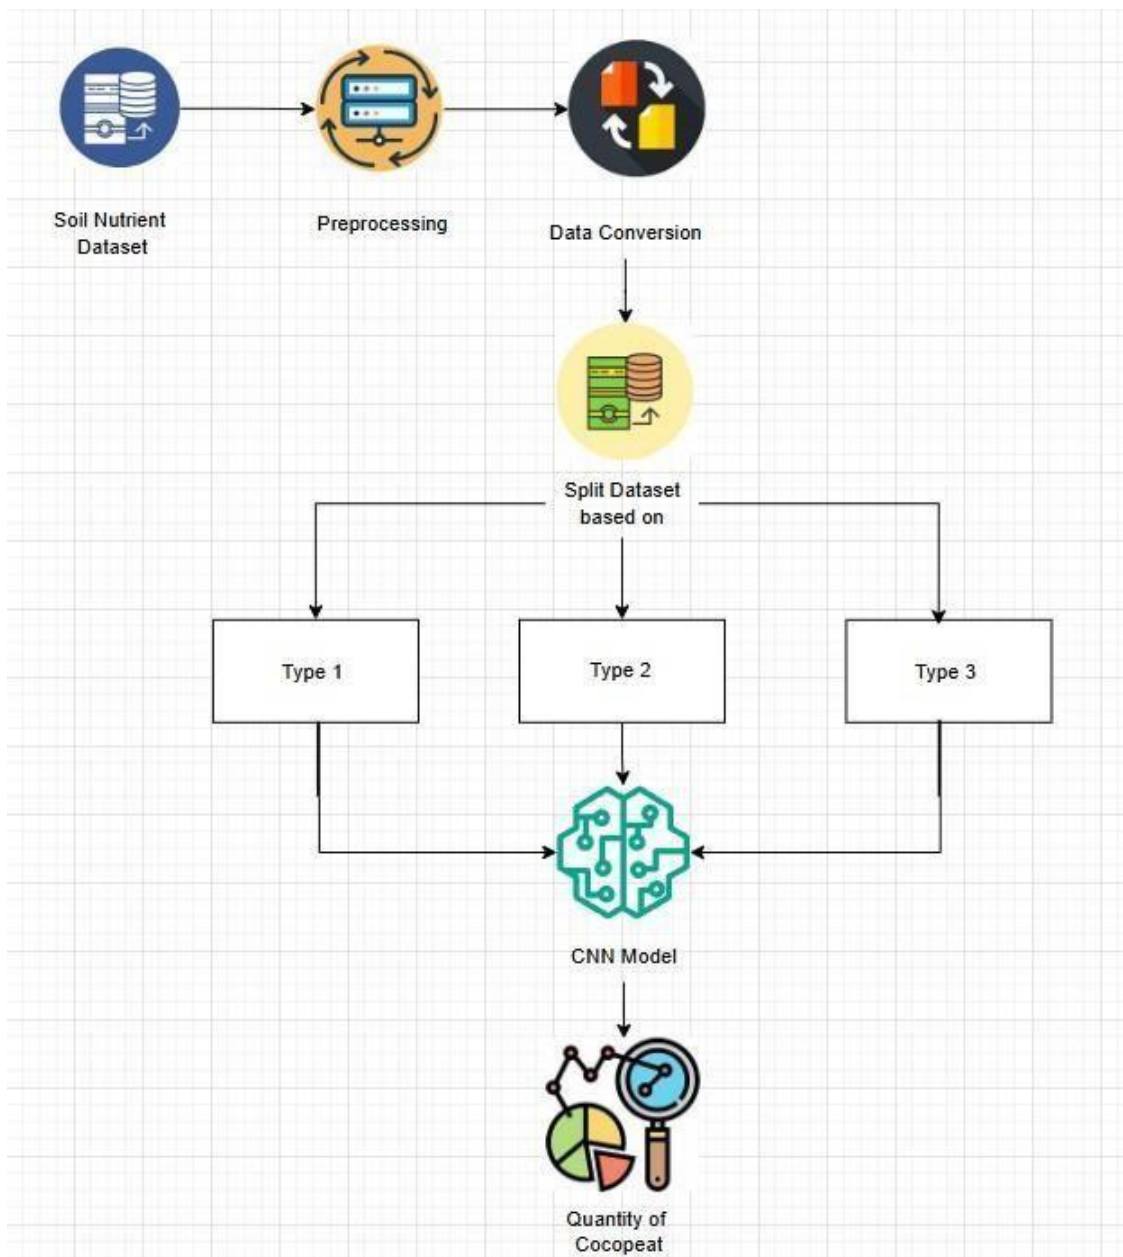 Soil Nutrient
Dataset
Preprocessing
Data Conversion
Split Dataset
based on
Type 1
Type 2
Type 3
CNN Model
Quantity of
Cocopeat